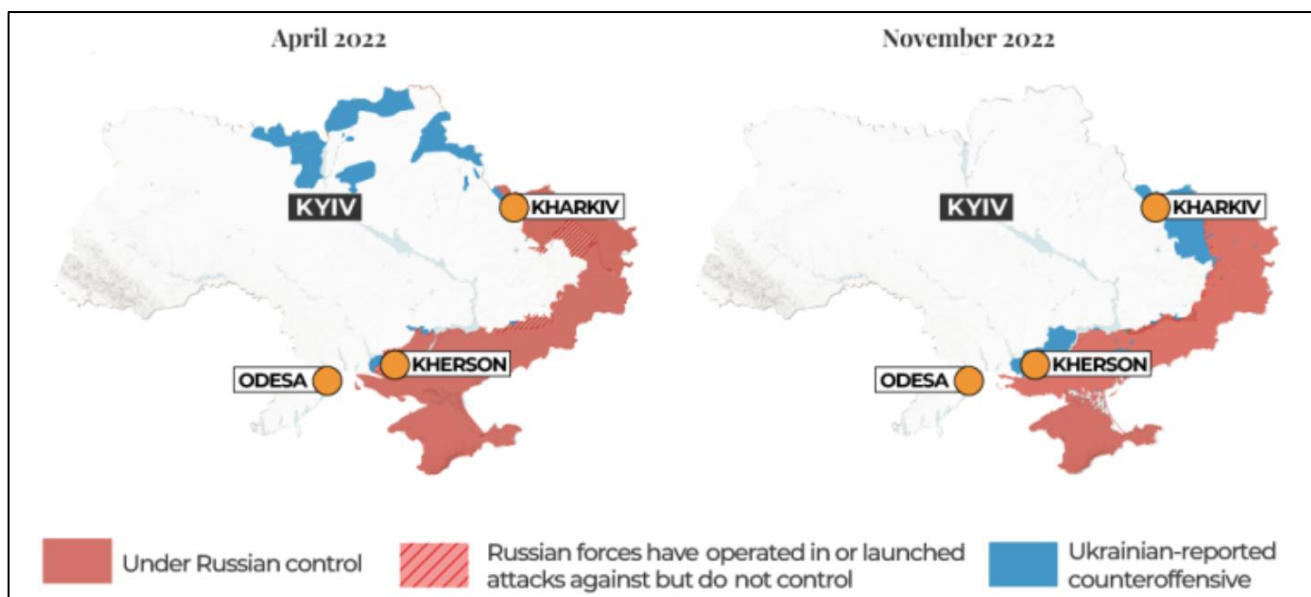 April 2022
November 2022
KYIV
KHARKIV
ODESA
KHERSON
KYIV
KHARKIV
ODESA
KHERSON
Under Russian control
Russian forces have operated in or launched
attacks against but do not control
Ukrainian-reported
counteroffensive